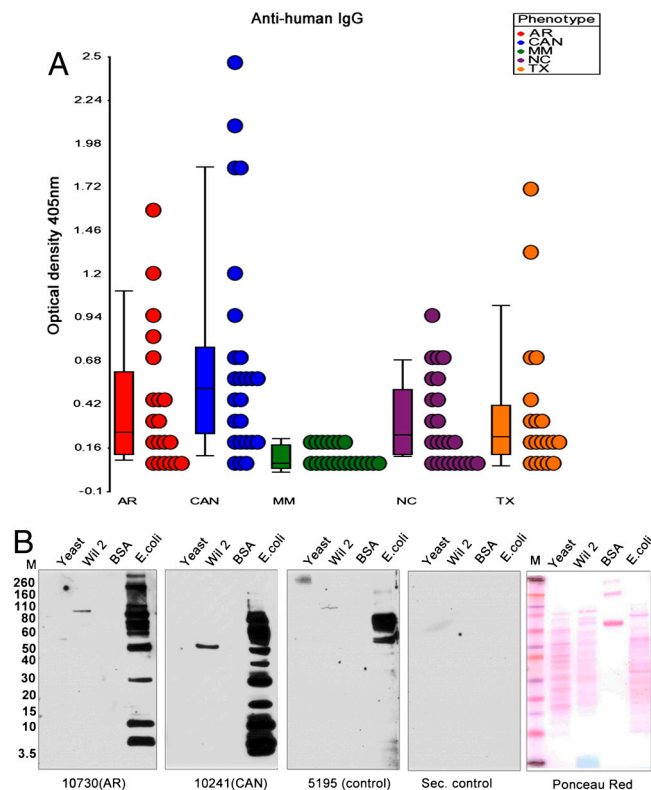 Anti-human IgG
Phenotype
AR
CAN
MM
NC
TX
A
Optical density 405nm
2.5
2.24
1.98
1.72
1.46
1.2
0.94
0.68
0.42
0.16
-0.1
AR CAN MM NC TX
B
Yeast Wil 2 BSA E.coli
Yeast Wil 2 BSA E.coli
Yeast Wil 2 BSA E.coli
Yeast Wil 2 BSA E.coli
M Yeast Wil 2 BSA E.coli
M
260
160
110
80
60
50
40
30
20
15
10
3.5
10730(AR) 10241(CAN) 5195 (control) Sec. control Ponceau Red